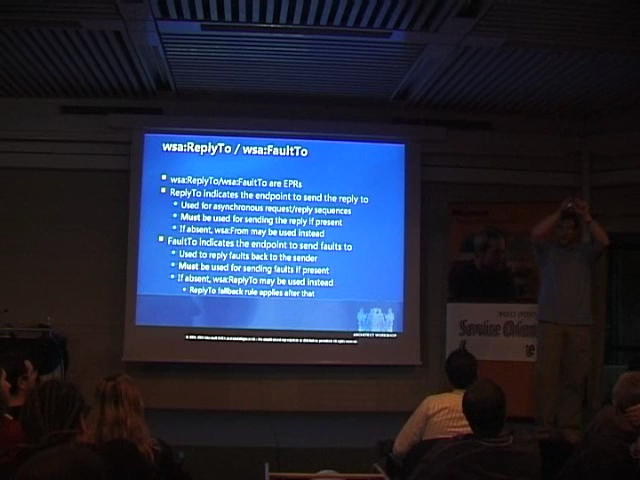 wsa:ReplyTo / wsa:FaultTo
wsa:ReplyTo/wsa:FaultTo are EPRs
ReplyTo indicates the endpoint to send the reply to
Used for asynchronous request/reply sequences
Must be used for sending the reply if present
If absent, wsa:From may be used instead
FaultTo indicates the endpoint to send faults to
Used to reply faults back to the sender
Must be used for sending faults if present
If absent, wsa:ReplyTo may be used instead
ReplyTo fallback rule applies after that